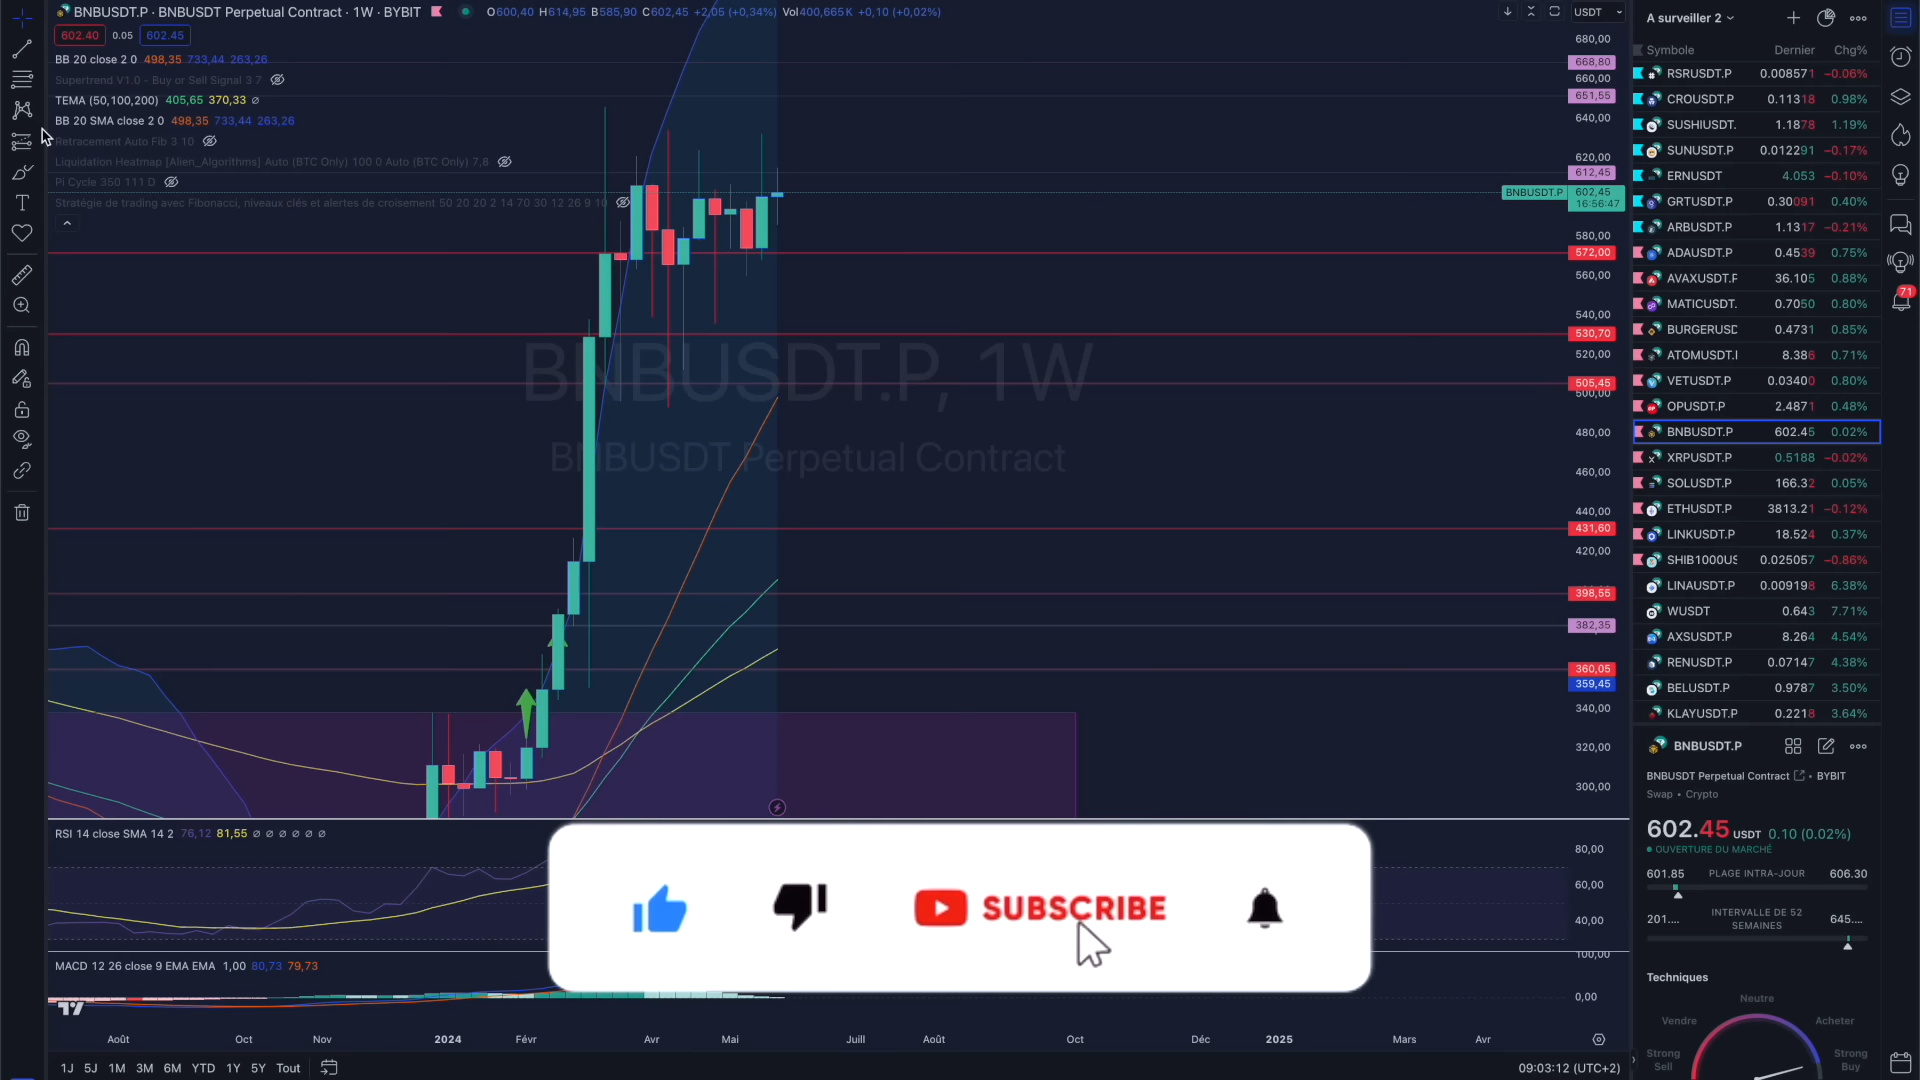 BNBUSDT.P · BNBUSDT Perpetual Contract · 1W · BYBIT
O600,40 H614,95 B585,90 C602,45 +2,05 (+0,34%) Vol400,665K +0,10 (+0,02%)
602.40 0.05 602.45
BB 20 close 2 0 498,35 733,44 263,26
Supertrend V1.0 - Buy or Sell Signal 3 7
TEMA (50,100,200) 405,65 370,33 ∅
BB 20 SMA close 2 0 498,35 733,44 263,26
Retracement Auto Fib 3 10
Liquidation Heatmap [Alien_Algorithms] Auto (BTC Only) 100 0 Auto (BTC Only) 7,8
Pi Cycle 350 111 D
Stratégie de trading avec Fibonacci, niveaux clés et alertes de croisement 50 20 20 2 14 70 30 12 26 9 10
BNBUSDT.P, 1W
BNBUSDT Perpetual Contract
USDT
680,00
668,80
660,00
651,55
640,00
620,00
612,45
BNBUSDT.P 602,45
16:56:47
580,00
572,00
560,00
540,00
530,70
520,00
505,45
500,00
480,00
460,00
440,00
431,60
420,00
398,55
382,35
360,05
359,45
340,00
320,00
300,00
RSI 14 close SMA 14 2 76,12 81,55 ∅ ∅ ∅ ∅ ∅ ∅
80,00
60,00
40,00
SUBSCRIBE
MACD 12 26 close 9 EMA EMA 1,00 80,73 79,73
100,00
0,00
Août Oct Nov 2024 Févr Avr Mai Juill Août Oct Déc 2025 Mars Avr
1J 5J 1M 3M 6M YTD 1Y 5Y Tout
09:03:12 (UTC+2)
A surveiller 2
Symbole Dernier Chg%
RSRUSDT.P 0.008571 −0.06%
CROUSDT.P 0.11318 0.98%
SUSHIUSDT. 1.1878 1.19%
SUNUSDT.P 0.012291 −0.17%
ERNUSDT 4.053 −0.10%
GRTUSDT.P 0.30091 0.40%
ARBUSDT.P 1.1317 −0.21%
ADAUSDT.P 0.4539 0.75%
AVAXUSDT.F 36.105 0.88%
MATICUSDT. 0.7050 0.80%
BURGERUSD 0.4731 0.85%
ATOMUSDT.I 8.386 0.71%
VETUSDT.P 0.03400 0.80%
OPUSDT.P 2.4871 0.48%
BNBUSDT.P 602.45 0.02%
XRPUSDT.P 0.5188 −0.02%
SOLUSDT.P 166.32 0.05%
ETHUSDT.P 3813.21 −0.12%
LINKUSDT.P 18.524 0.37%
SHIB1000US 0.025057 −0.86%
LINAUSDT.P 0.009198 6.38%
WUSDT 0.643 7.71%
AXSUSDT.P 8.264 4.54%
RENUSDT.P 0.07147 4.38%
BELUSDT.P 0.9787 3.50%
KLAYUSDT.P 0.2218 3.64%
BNBUSDT.P
BNBUSDT Perpetual Contract • BYBIT
Swap • Crypto
602.45 USDT 0.10 (0.02%)
OUVERTURE DU MARCHÉ
601.85 PLAGE INTRA-JOUR 606.30
201.... INTERVALLE DE 52 SEMAINES 645....
Techniques
Neutre
Vendre Acheter
Strong Sell Strong Buy
71